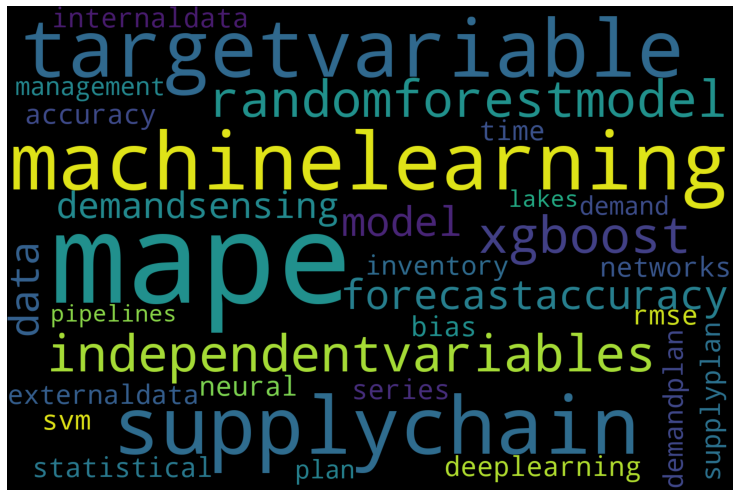 internaldata
targetvariable
management
randomforestmodel
accuracy
time
machinelearning
demandsensing
lakes
demand
model
xgboost
mape
data
inventory
networks
forecastaccuracy
pipelines
bias
rmse
independentvariables
demandplan
supplyplan
externaldata
neural
series
svm
supplychain
statistical
plan
deeplearning